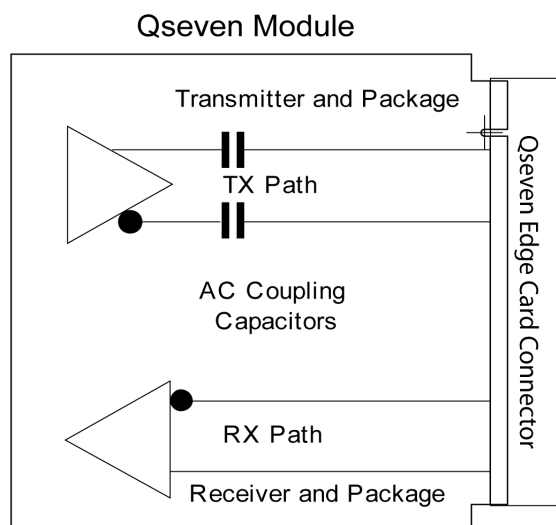 Qseven Module
Transmitter and Package
TX Path
AC Coupling
Capacitors
RX Path
Receiver and Package
Qseven Edge Card Connector